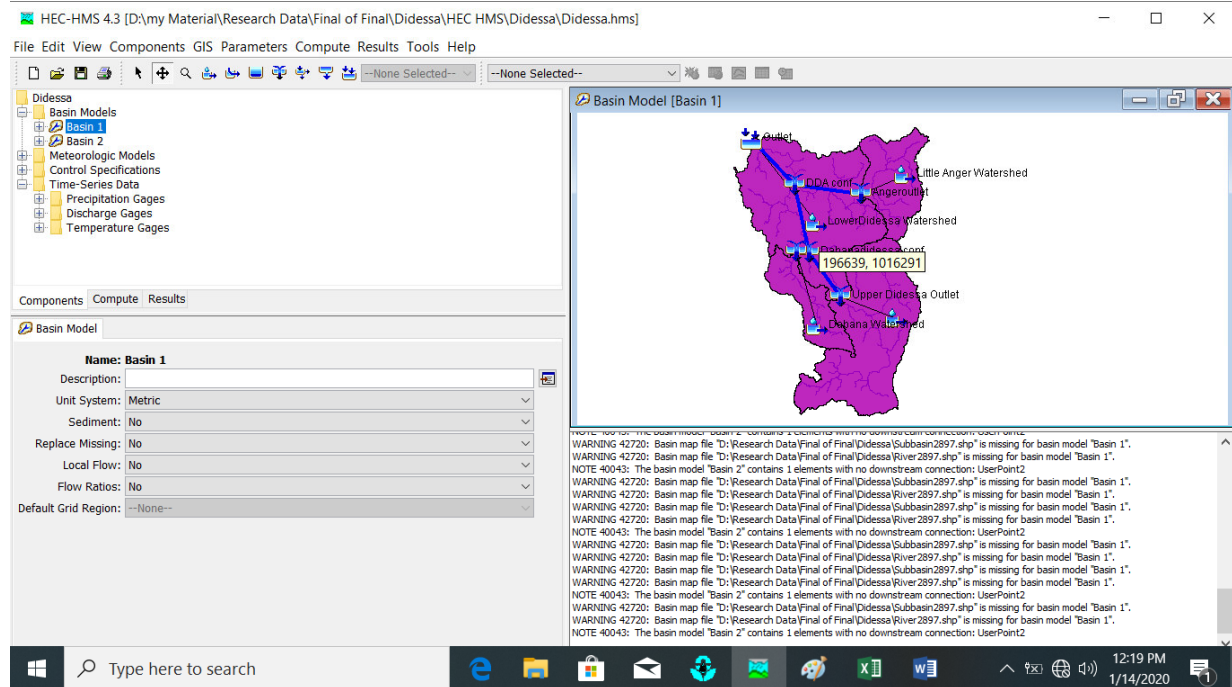 HEC-HMS 4.3 [D:\my Material\Research Data\Final of Final\Didessa\HEC HMS\Didessa\Didessa.hms]
File Edit View Components GIS Parameters Compute Results Tools Help
--None Selected-- --None Selected--
Didessa
Basin Models
Basin 1
Basin 2
Meteorologic Models
Control Specifications
Time-Series Data
Precipitation Gages
Discharge Gages
Temperature Gages
Components Compute Results
Basin Model
Name: Basin 1
Description:
Unit System: Metric
Sediment: No
Replace Missing: No
Local Flow: No
Flow Ratios: No
Default Grid Region: --None--
Basin Model [Basin 1]
Outlet
Little Anger Watershed
DDA conf
Angeroutlet
LowerDidessa Watershed
Dabanadidessa conf
196639, 1016291
Upper Didessa Outlet
Dabana Watershed
NOTE 40043: The basin model "Basin 2" contains 1 elements with no downstream connection: UserPoint2
WARNING 42720: Basin map file "D:\Research Data\Final of Final\Didessa\Subbasin2897.shp" is missing for basin model "Basin 1".
WARNING 42720: Basin map file "D:\Research Data\Final of Final\Didessa\River2897.shp" is missing for basin model "Basin 1".
NOTE 40043: The basin model "Basin 2" contains 1 elements with no downstream connection: UserPoint2
WARNING 42720: Basin map file "D:\Research Data\Final of Final\Didessa\Subbasin2897.shp" is missing for basin model "Basin 1".
WARNING 42720: Basin map file "D:\Research Data\Final of Final\Didessa\River2897.shp" is missing for basin model "Basin 1".
WARNING 42720: Basin map file "D:\Research Data\Final of Final\Didessa\Subbasin2897.shp" is missing for basin model "Basin 1".
WARNING 42720: Basin map file "D:\Research Data\Final of Final\Didessa\River2897.shp" is missing for basin model "Basin 1".
NOTE 40043: The basin model "Basin 2" contains 1 elements with no downstream connection: UserPoint2
WARNING 42720: Basin map file "D:\Research Data\Final of Final\Didessa\Subbasin2897.shp" is missing for basin model "Basin 1".
WARNING 42720: Basin map file "D:\Research Data\Final of Final\Didessa\River2897.shp" is missing for basin model "Basin 1".
WARNING 42720: Basin map file "D:\Research Data\Final of Final\Didessa\Subbasin2897.shp" is missing for basin model "Basin 1".
WARNING 42720: Basin map file "D:\Research Data\Final of Final\Didessa\River2897.shp" is missing for basin model "Basin 1".
NOTE 40043: The basin model "Basin 2" contains 1 elements with no downstream connection: UserPoint2
WARNING 42720: Basin map file "D:\Research Data\Final of Final\Didessa\Subbasin2897.shp" is missing for basin model "Basin 1".
WARNING 42720: Basin map file "D:\Research Data\Final of Final\Didessa\River2897.shp" is missing for basin model "Basin 1".
NOTE 40043: The basin model "Basin 2" contains 1 elements with no downstream connection: UserPoint2
Type here to search
12:19 PM
1/14/2020
1